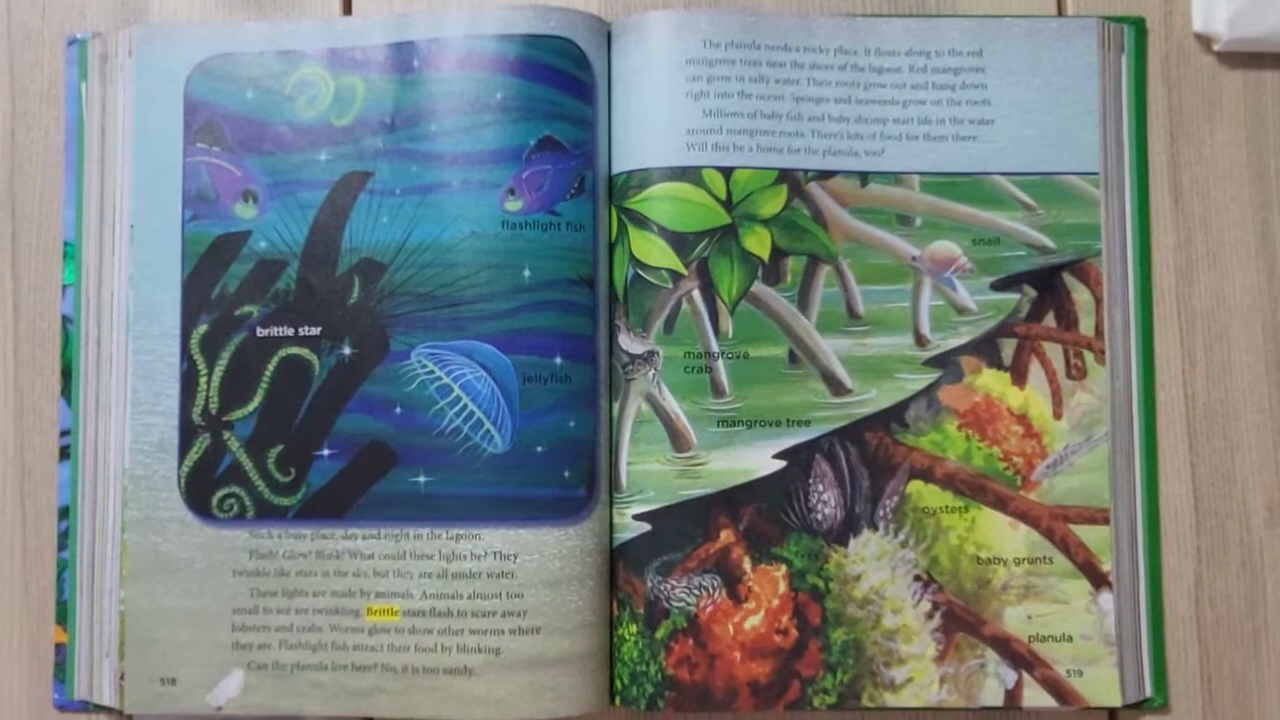 flashlight fish
brittle star
jellyfish
Such a busy place, day and night in the lagoon.
Flash! Glow! Blink! What could these lights be? They
twinkle like stars in the sky, but they are all under water.
These lights are made by animals. Animals almost too
small to see are twinkling. Brittle stars flash to scare away
lobsters and crabs. Worms glow to show other worms where
they are. Flashlight fish attract their food by blinking.
Can the planula live here? No, it is too sandy.
518
The planula needs a rocky place. It floats along to the red
mangrove trees near the shore of the lagoon. Red mangroves
can grow in salty water. Their roots grow out and hang down
right into the ocean. Sponges and seaweeds grow on the roots.
Millions of baby fish and baby shrimp start life in the water
around mangrove roots. There's lots of food for them there.
Will this be a home for the planula, too?
snail
mangrove
crab
mangrove tree
oysters
baby grunts
planula
519